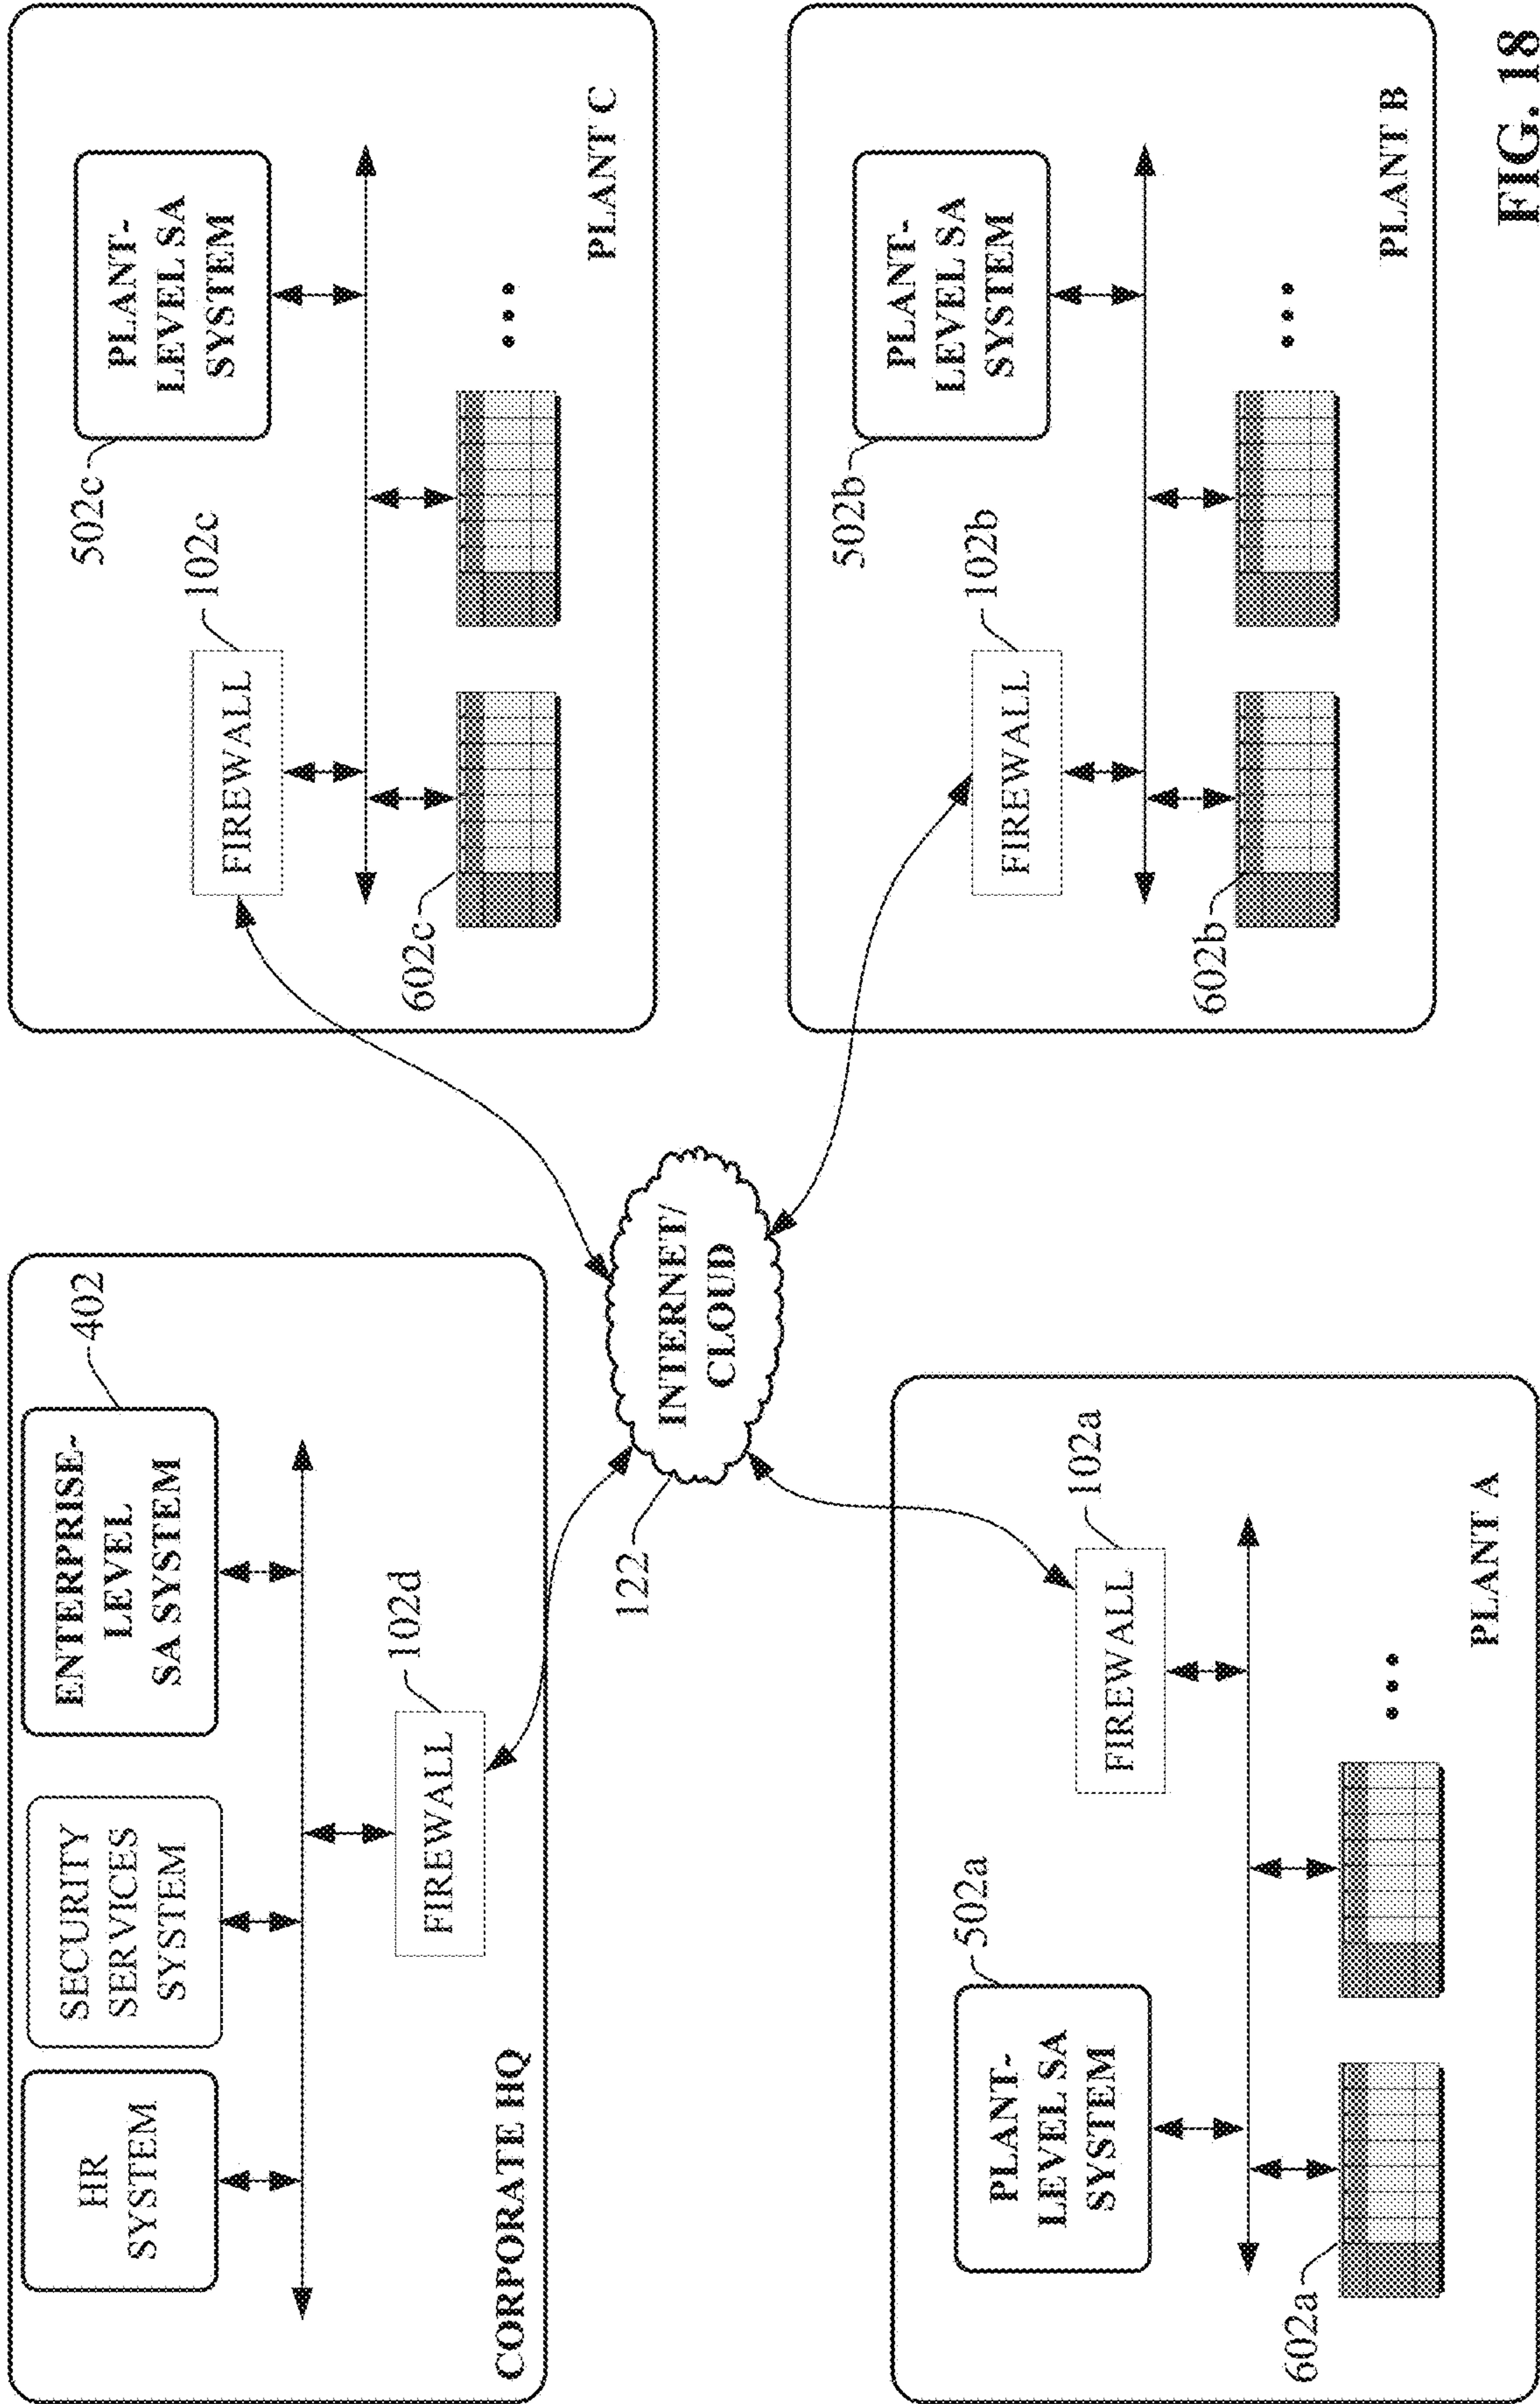 HR
SYSTEM
SECURITY
SERVICES
SYSTEM
ENTERPRISE-
LEVEL
SA SYSTEM
402
FIREWALL
102d
CORPORATE HQ
502c
PLANT-
LEVEL SA
SYSTEM
102c
FIREWALL
602c
PLANT C
122
INTERNET/
CLOUD
502a
PLANT-
LEVEL SA
SYSTEM
102a
FIREWALL
602a
PLANT A
502b
PLANT-
LEVEL SA
SYSTEM
102b
FIREWALL
602b
PLANT B
FIG. 18